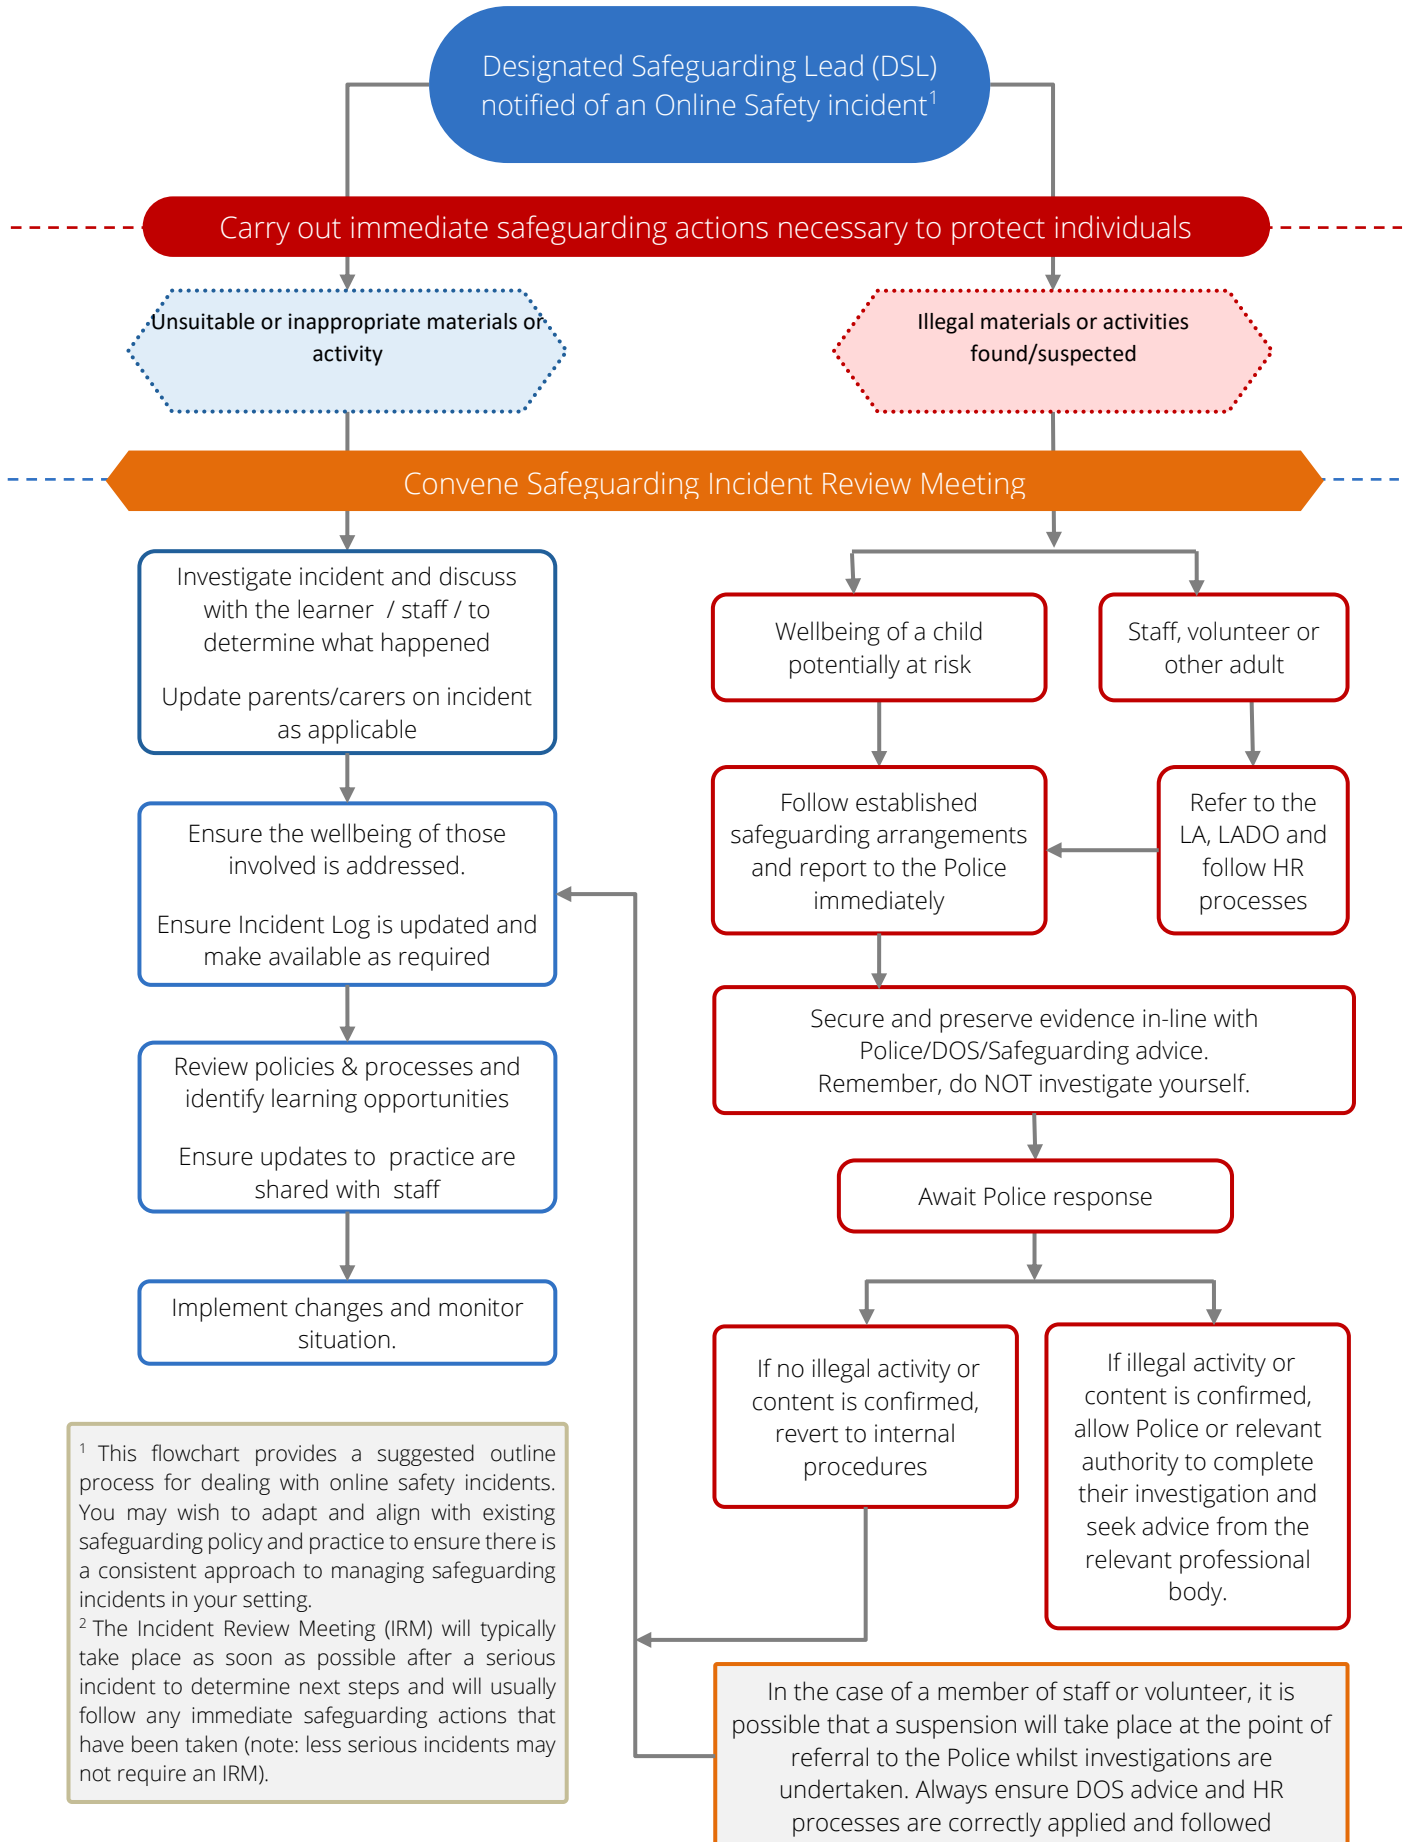 Designated Safeguarding Lead (DSL)
notified of an Online Safety incident¹
Carry out immediate safeguarding actions necessary to protect individuals
Unsuitable or inappropriate materials or
activity
Illegal materials or activities
found/suspected
Convene Safeguarding Incident Review Meeting
Investigate incident and discuss
with the learner / staff / to
determine what happened
Update parents/carers on incident
as applicable
Wellbeing of a child
potentially at risk
Staff, volunteer or
other adult
Follow established
safeguarding arrangements
and report to the Police
immediately
Refer to the
LA, LADO and
follow HR
processes
Ensure the wellbeing of those
involved is addressed.
Ensure Incident Log is updated and
make available as required
Secure and preserve evidence in-line with
Police/DOS/Safeguarding advice.
Remember, do NOT investigate yourself.
Review policies & processes and
identify learning opportunities
Ensure updates to practice are
shared with staff
Await Police response
Implement changes and monitor
situation.
If no illegal activity or
content is confirmed,
revert to internal
procedures
If illegal activity or
content is confirmed,
allow Police or relevant
authority to complete
their investigation and
seek advice from the
relevant professional
body.
¹ This flowchart provides a suggested outline
process for dealing with online safety incidents.
You may wish to adapt and align with existing
safeguarding policy and practice to ensure there is
a consistent approach to managing safeguarding
incidents in your setting.
² The Incident Review Meeting (IRM) will typically
take place as soon as possible after a serious
incident to determine next steps and will usually
follow any immediate safeguarding actions that
have been taken (note: less serious incidents may
not require an IRM).
In the case of a member of staff or volunteer, it is
possible that a suspension will take place at the point of
referral to the Police whilst investigations are
undertaken. Always ensure DOS advice and HR
processes are correctly applied and followed